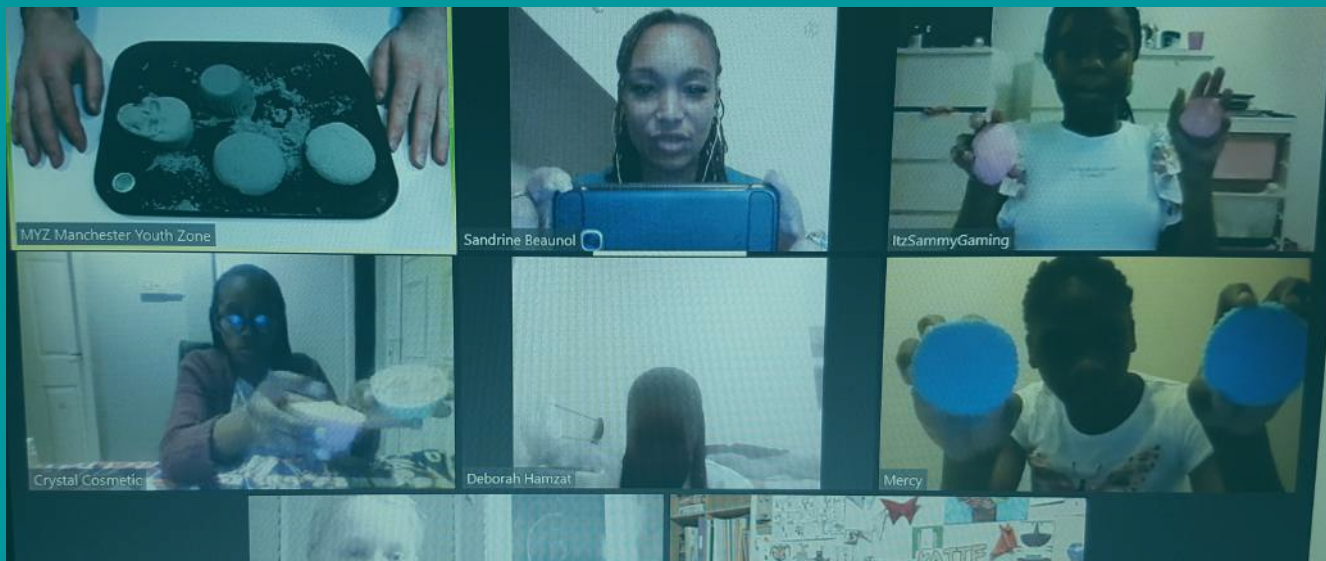 MYZ Manchester Youth Zone
Sandrine Beaunol
ItzSammyGaming
Crystal Cosmetic
Deborah Hamzat
Mercy